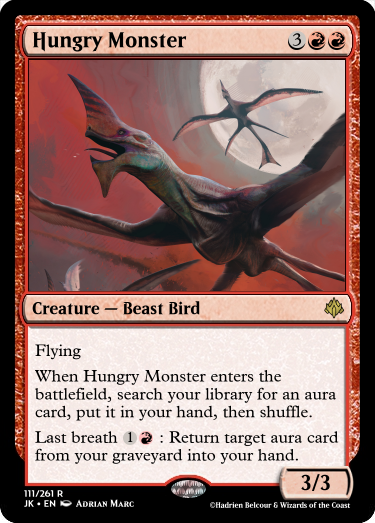 Hungry Monster 3
Creature — Beast Bird
Flying
When Hungry Monster enters the
battlefield, search your library for an aura
card, put it in your hand, then shuffle.
Last breath 1 : Return target aura card
from your graveyard into your hand.
3/3
111/261 R
JK • EN Adrian Marc
©Hadrien Belcour & Wizards of the Coast